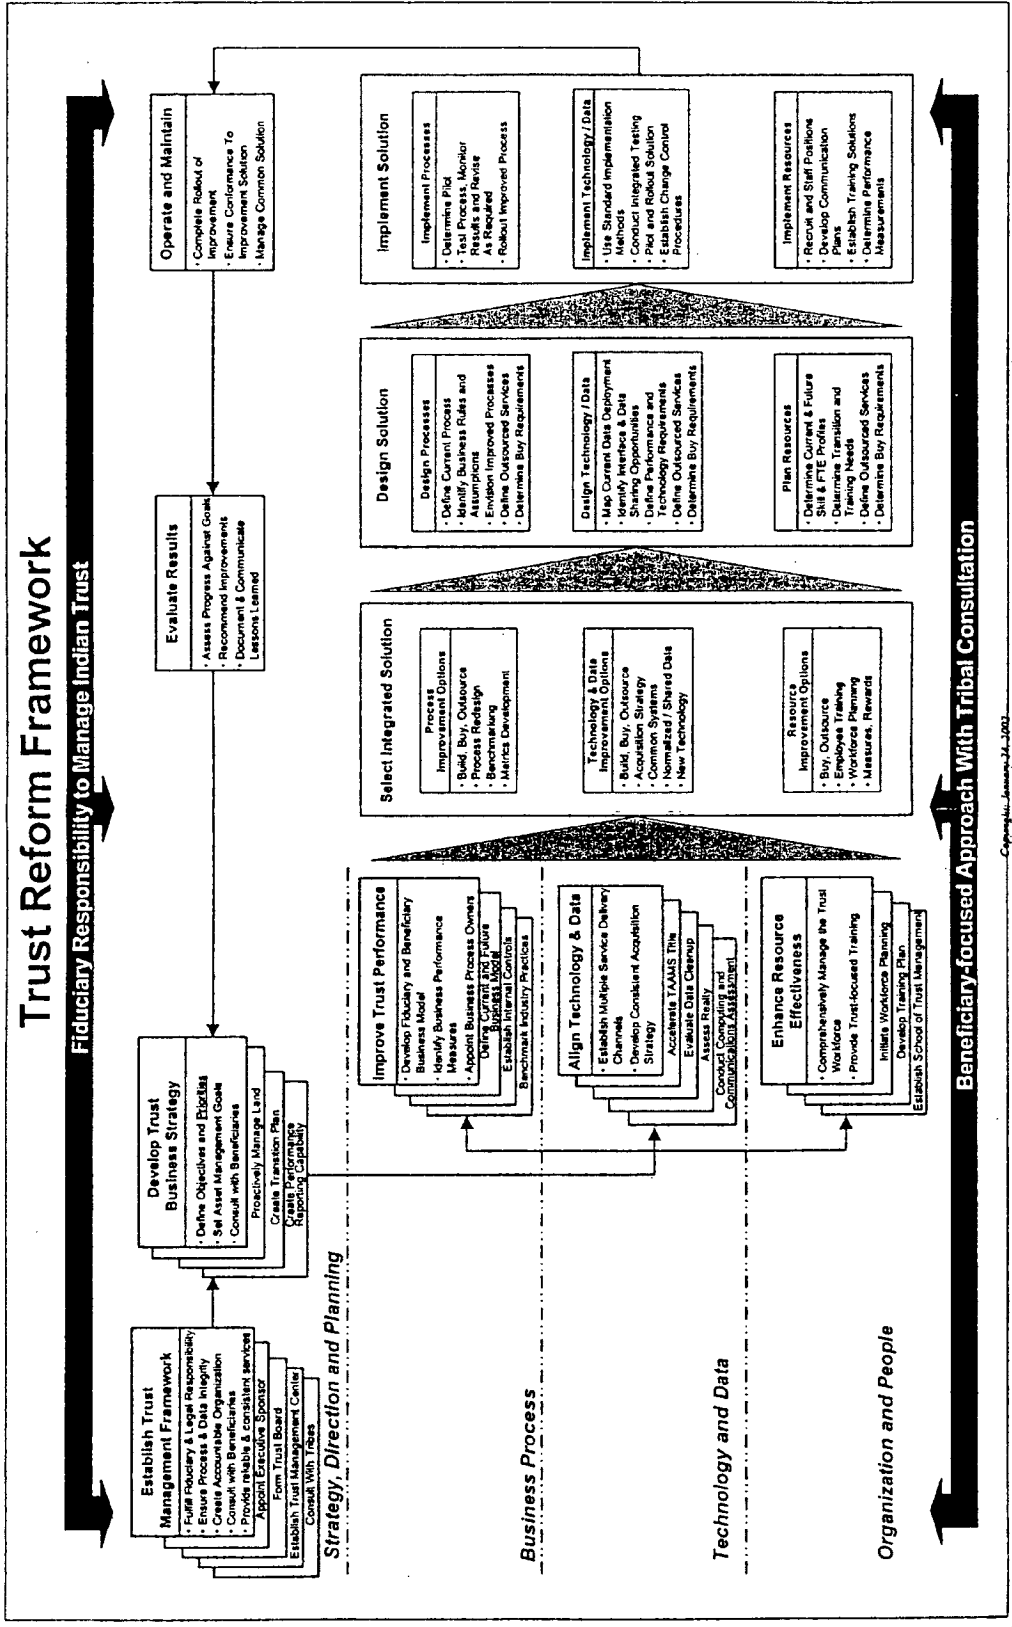 Trust Reform Framework
Fiduciary Responsibility to Manage Indian Trust
Establish Trust
Management Framework
• Fulfill Fiduciary & Legal Responsibility
• Ensure Process & Data Integrity
• Create Accountable Organization
• Consult with Beneficiaries
• Provide reliable & consistent services
Appoint Executive Sponsor
Form Trust Board
Establish Trust Management Center
Consult With Tribes
Develop Trust
Business Strategy
• Define Objectives and Priorities
• Set Asset Management Goals
• Consult with Beneficiaries
Proactively Manage Land
Create Transition Plan
Create Performance
Reporting Capability
Evaluate Results
• Assess Progress Against Goals
• Recommend Improvements
• Document & Communicate
Lessons Learned
Operate and Maintain
• Complete Rollout of
Improvement
• Ensure Conformance To
Improvement Solution
• Manage Common Solution
Strategy, Direction and Planning
Business Process
Improve Trust Performance
• Develop Fiduciary and Beneficiary
Business Model
• Identify Business Performance
Measures
• Appoint Business Process Owners
Define Current and Future
Business Model
Establish Internal Controls
Benchmark Industry Practices
Technology and Data
Align Technology & Data
• Establish Multiple Service Delivery
Channels
• Develop Consistent Acquisition
Strategy
Accelerate TAAMS Title
Evaluate Data Cleanup
Assess Realty
Conduct Computing and
Communications Assessment
Organization and People
Enhance Resource
Effectiveness
• Comprehensively Manage the Trust
Workforce
• Provide Trust-focused Training
Initiate Workforce Planning
Develop Training Plan
Establish School of Trust Management
Select Integrated Solution
Process
Improvement Options
• Build, Buy, Outsource
• Process Redesign
• Benchmarking
• Metrics Development
Technology & Data
Improvement Options
• Build, Buy, Outsource
• Acquisition Strategy
• Common Systems
• Normalized / Shared Data
• New Technology
Resource
Improvement Options
• Buy, Outsource
• Employee Training
• Workforce Planning
• Measures, Rewards
Design Solution
Design Processes
• Define Current Process
• Identify Business Rules and
Assumptions
• Envision Improved Processes
• Define Outsourced Services
• Determine Buy Requirements
Design Technology / Data
• Map Current Data Deployment
• Identify Interface & Data
Sharing Opportunities
• Define Performance and
Technology Requirements
• Define Outsourced Services
• Determine Buy Requirements
Plan Resources
• Determine Current & Future
Skill & FTE Profiles
• Determine Transition and
Training Needs
• Define Outsourced Services
• Determine Buy Requirements
Implement Solution
Implement Processes
• Determine Pilot
• Test Process, Monitor
Results and Revise
As Required
• Rollout Improved Process
Implement Technology / Data
• Use Standard Implementation
Methods
• Conduct Integrated Testing
• Pilot and Rollout Solution
• Establish Change Control
Procedures
Implement Resources
• Recruit and Staff Positions
• Develop Communication
Plans
• Establish Training Solutions
• Determine Performance
Measurements
Beneficiary-focused Approach With Tribal Consultation
Copyright: January 24, 2002